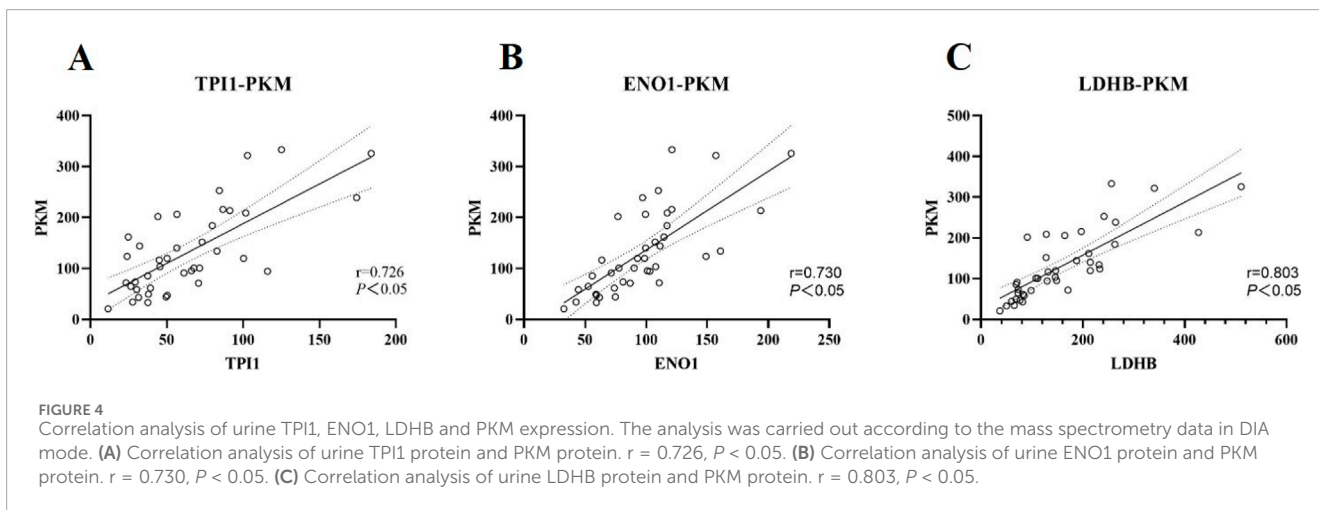 A
TPI1-PKM
400
300
200
100
0
PKM
0 50 100 150 200
TPI1
r=0.726
P<0.05
B
ENO1-PKM
400
300
200
100
0
PKM
0 50 100 150 200 250
ENO1
r=0.730
P<0.05
C
LDHB-PKM
500
400
300
200
100
0
PKM
0 200 400 600
LDHB
r=0.803
P<0.05
FIGURE 4
Correlation analysis of urine TPI1, ENO1, LDHB and PKM expression. The analysis was carried out according to the mass spectrometry data in DIA
mode. (A) Correlation analysis of urine TPI1 protein and PKM protein. r = 0.726, P < 0.05. (B) Correlation analysis of urine ENO1 protein and PKM
protein. r = 0.730, P < 0.05. (C) Correlation analysis of urine LDHB protein and PKM protein. r = 0.803, P < 0.05.